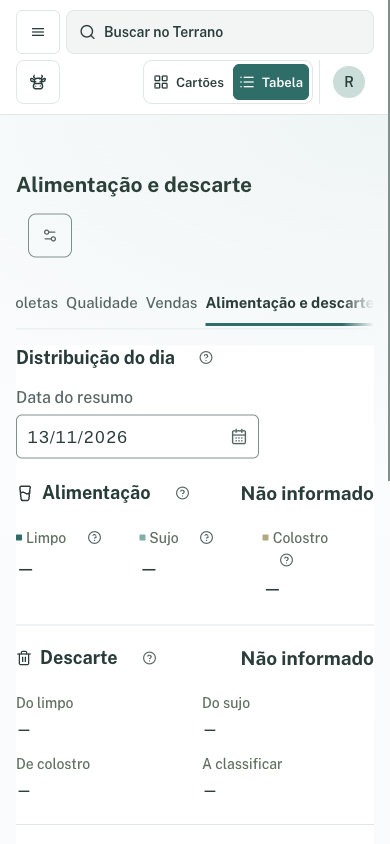 Buscar no Terrano
Cartões Tabela R
Alimentação e descarte
oletas Qualidade Vendas Alimentação e descarte
Distribuição do dia ?
Data do resumo
13/11/2026
Alimentação ? Não informado
Limpo ? Sujo ? Colostro ?
— — —
Descarte ? Não informado
Do limpo Do sujo
— —
De colostro A classificar
— —